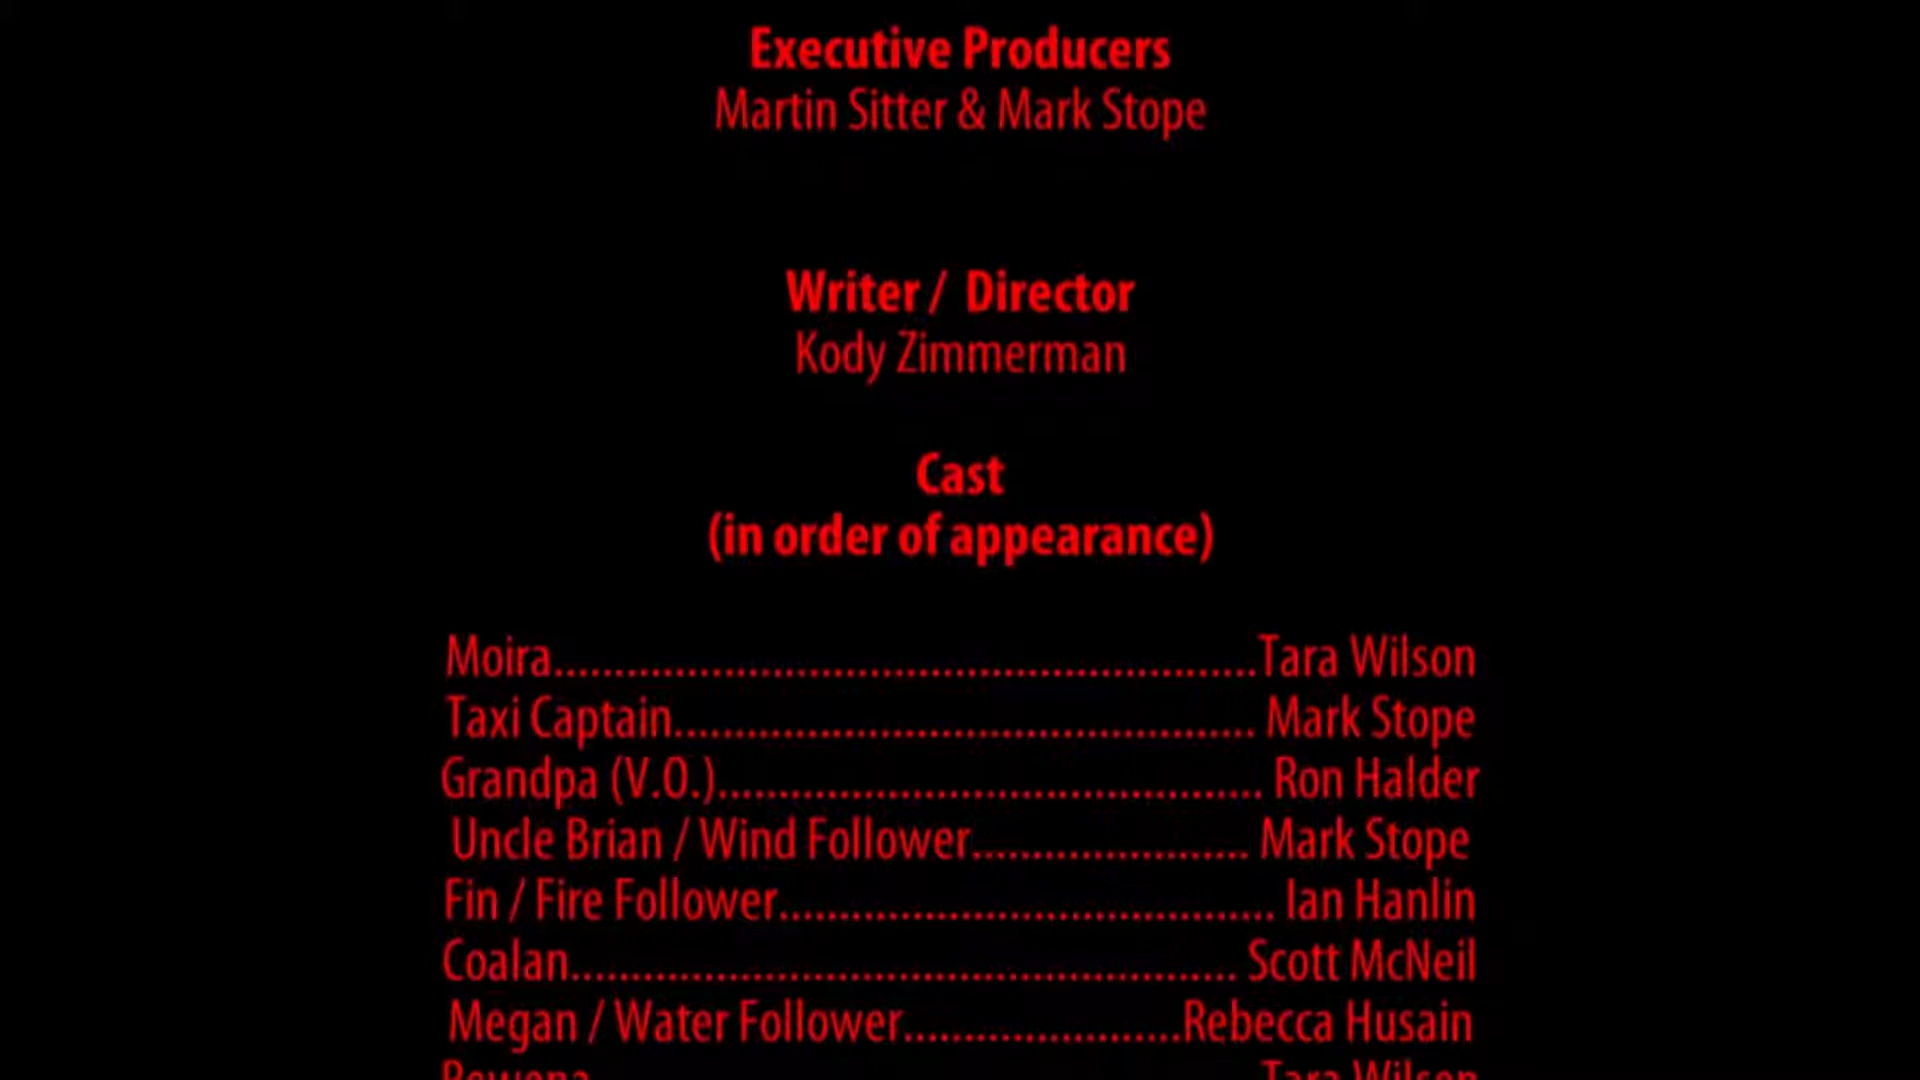 Executive Producers
Martin Sitter & Mark Stope
Writer / Director
Kody Zimmerman
Cast
(in order of appearance)
Moira..........................................................Tara Wilson
Taxi Captain................................................ Mark Stope
Grandpa (V.O.)............................................. Ron Halder
Uncle Brian / Wind Follower....................... Mark Stope
Fin / Fire Follower......................................... Ian Hanlin
Coalan....................................................... Scott McNeil
Megan / Water Follower.......................Rebecca Husain
Tara Wilson